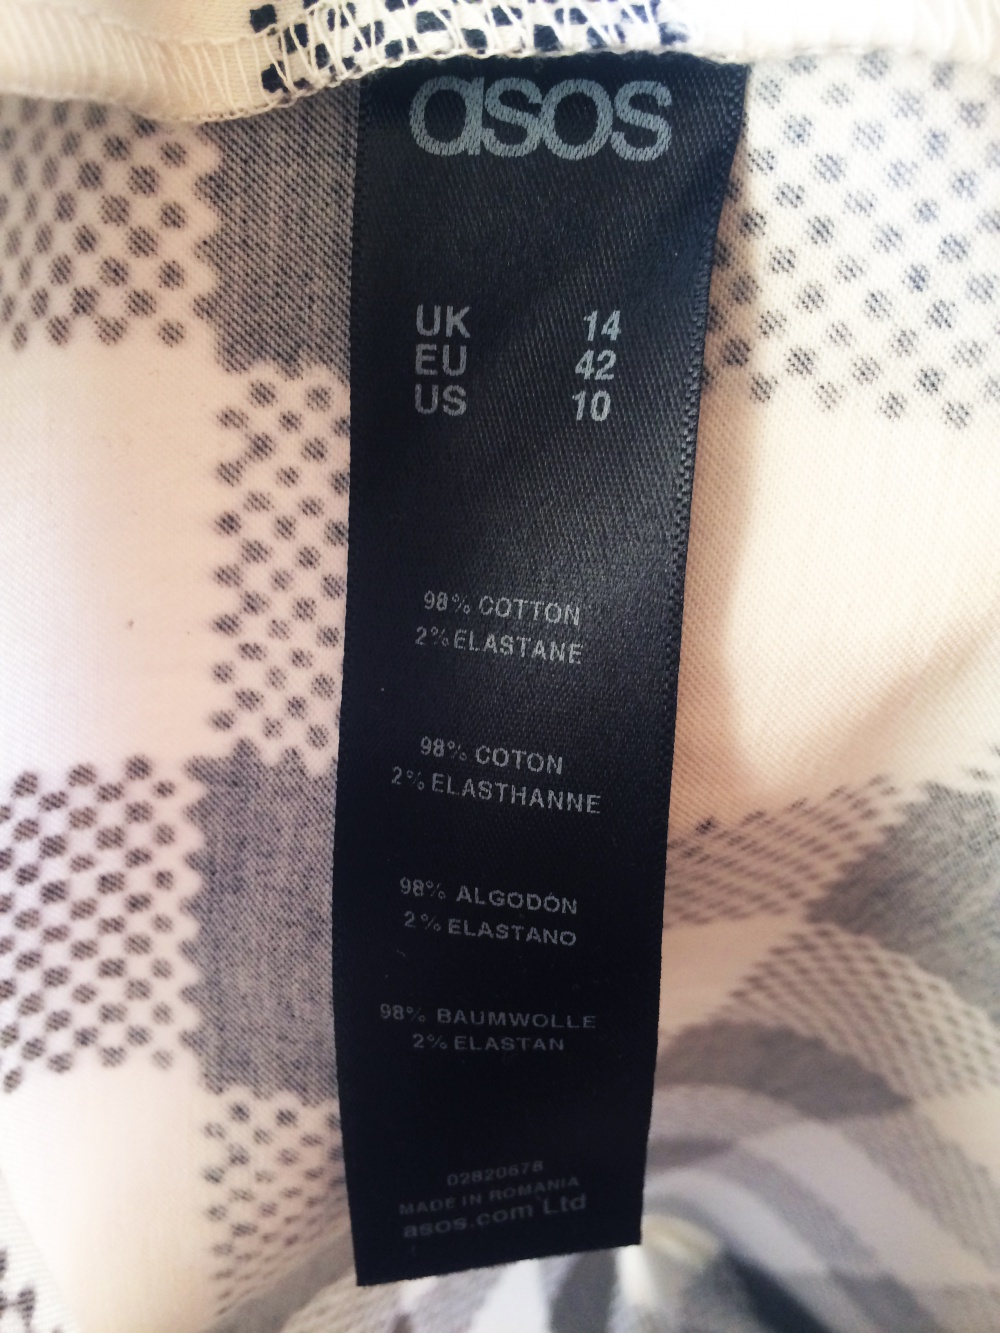 asos
UK 14
EU 42
US 10
98% COTTON
2% ELASTANE
98% COTON
2% ELASTHANNE
98% ALGODÓN
2% ELASTANO
98% BAUMWOLLE
2% ELASTAN
02820678
MADE IN ROMANIA
asos.com Ltd